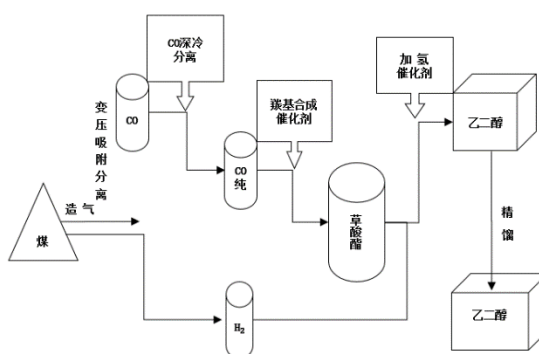 CO深冷
分离
加 氢
催化剂
变压吸附分离
CO
羰基合成
催化剂
乙二醇
CO
纯
造 气
煤
草酸酯
精馏
H₂
乙二醇